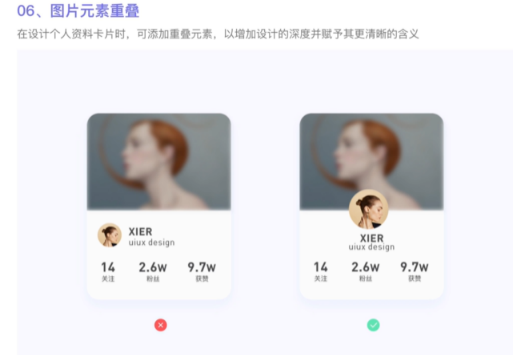 06、图片元素重叠
在设计个人资料卡片时，可添加重叠元素，以增加设计的深度并赋予其更清晰的含义
XIER
uiux design
14 2.6w 9.7w
关注 粉丝 获赞
XIER
uiux design
14 2.6w 9.7w
关注 粉丝 获赞